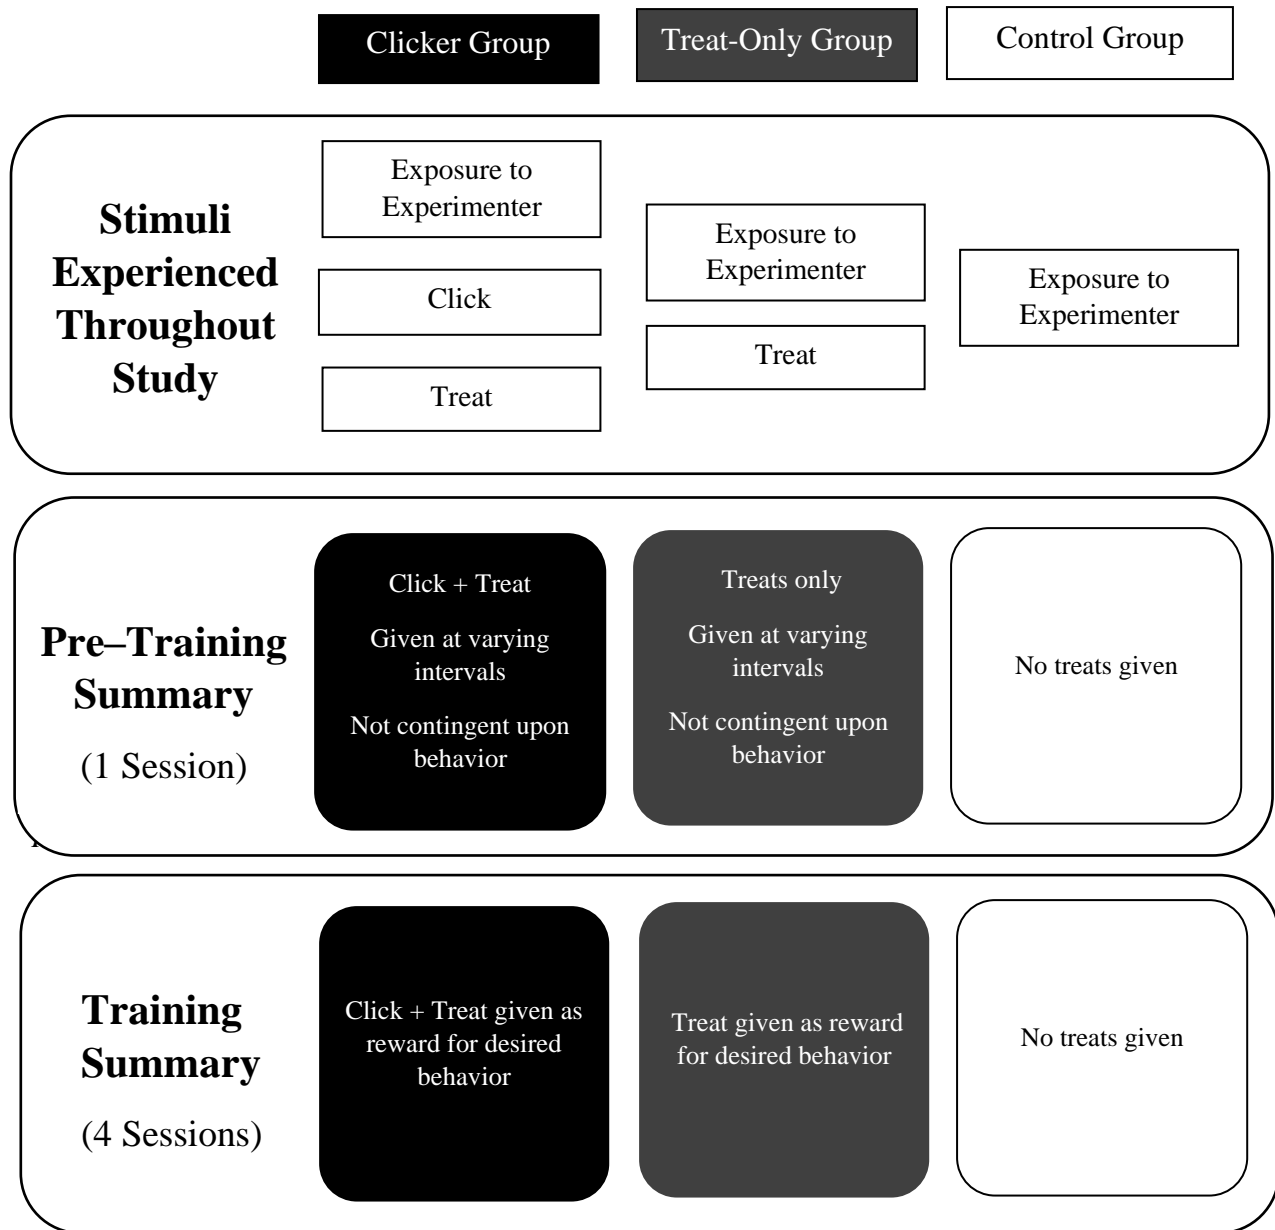 Clicker Group
Treat-Only Group
Control Group
Stimuli
Experienced
Throughout
Study
Exposure to
Experimenter
Click
Treat
Exposure to
Experimenter
Treat
Exposure to
Experimenter
Pre–Training
Summary
(1 Session)
Click + Treat
Given at varying
intervals
Not contingent upon
behavior
Treats only
Given at varying
intervals
Not contingent upon
behavior
No treats given
Training
Summary
(4 Sessions)
Click + Treat given as
reward for desired
behavior
Treat given as reward
for desired behavior
No treats given